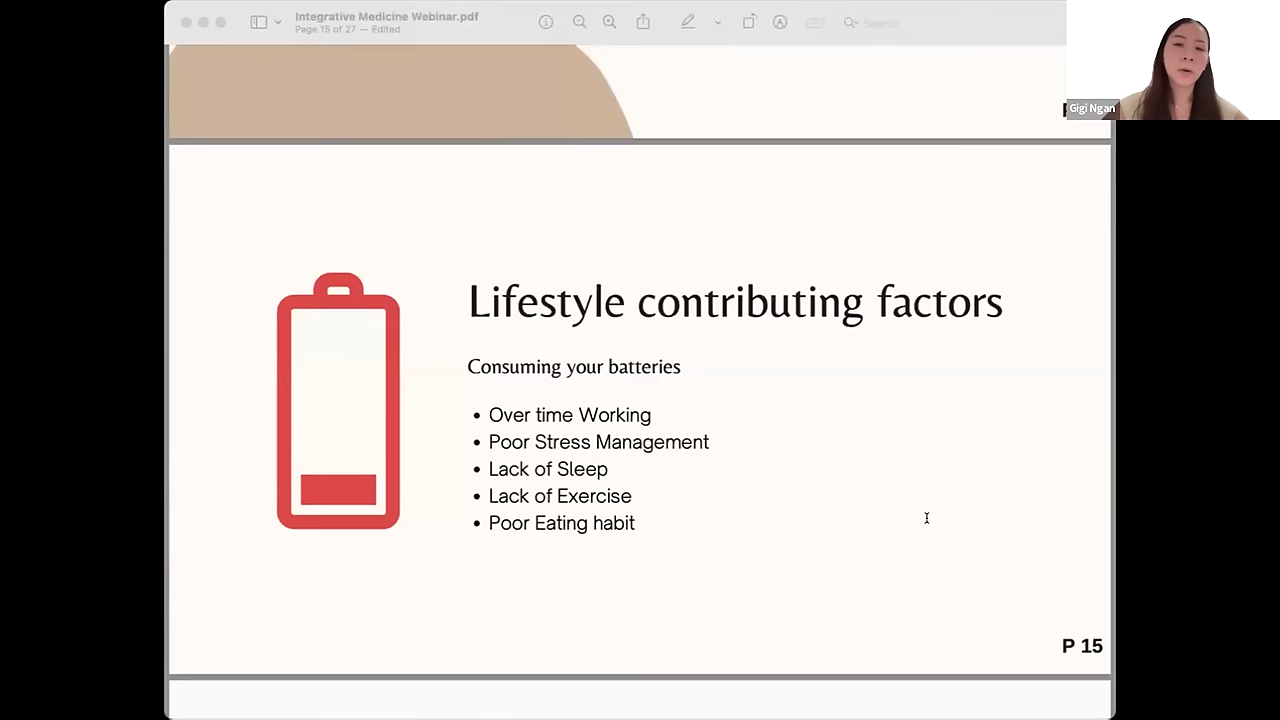 Integrative Medicine Webinar.pdf
Page 15 of 27 — Edited
Search
Gigi Ngan
Lifestyle contributing factors
Consuming your batteries
• Over time Working
• Poor Stress Management
• Lack of Sleep
• Lack of Exercise
• Poor Eating habit
P 15